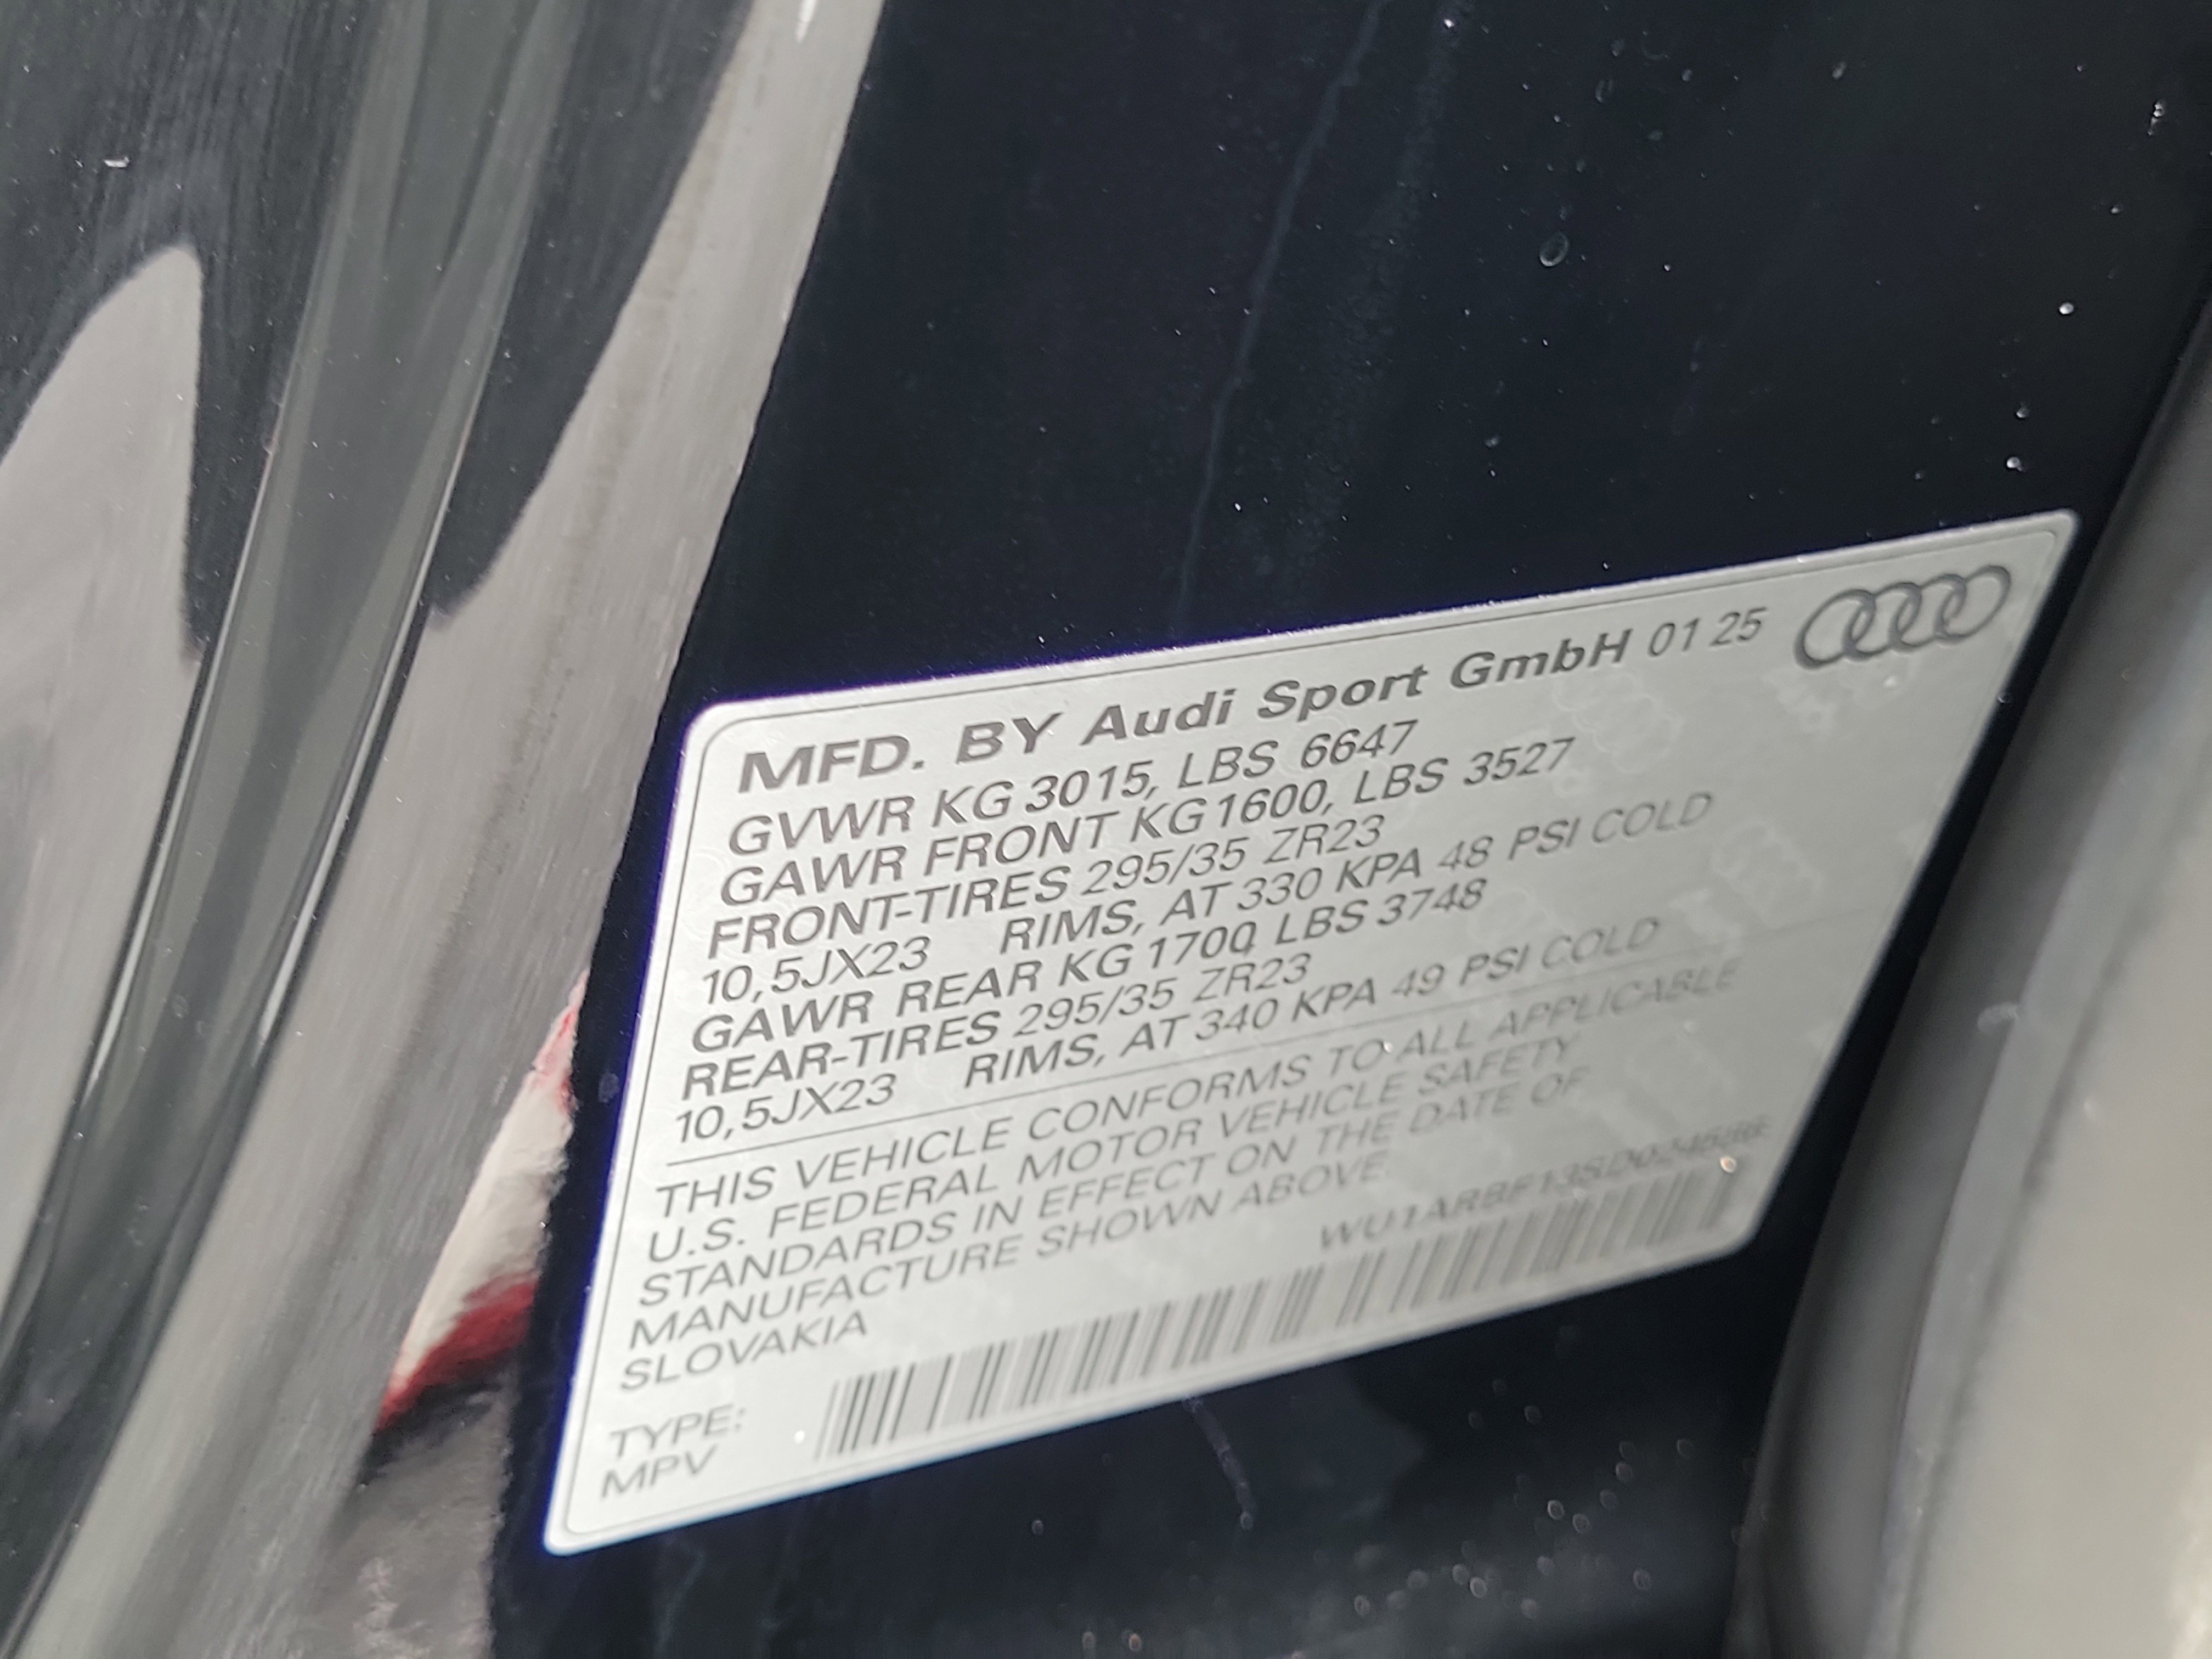 MFD. BY Audi Sport GmbH 01 25
GVWR KG 3015, LBS 6647
GAWR FRONT KG 1600, LBS 3527
FRONT-TIRES 295/35 ZR23
10,5JX23 RIMS, AT 330 KPA 48 PSI COLD
GAWR REAR KG 1700, LBS 3748
REAR-TIRES 295/35 ZR23
10,5JX23 RIMS, AT 340 KPA 49 PSI COLD
THIS VEHICLE CONFORMS TO ALL APPLICABLE
U.S. FEDERAL MOTOR VEHICLE SAFETY
STANDARDS IN EFFECT ON THE DATE OF
MANUFACTURE SHOWN ABOVE.
SLOVAKIA
TYPE:
MPV